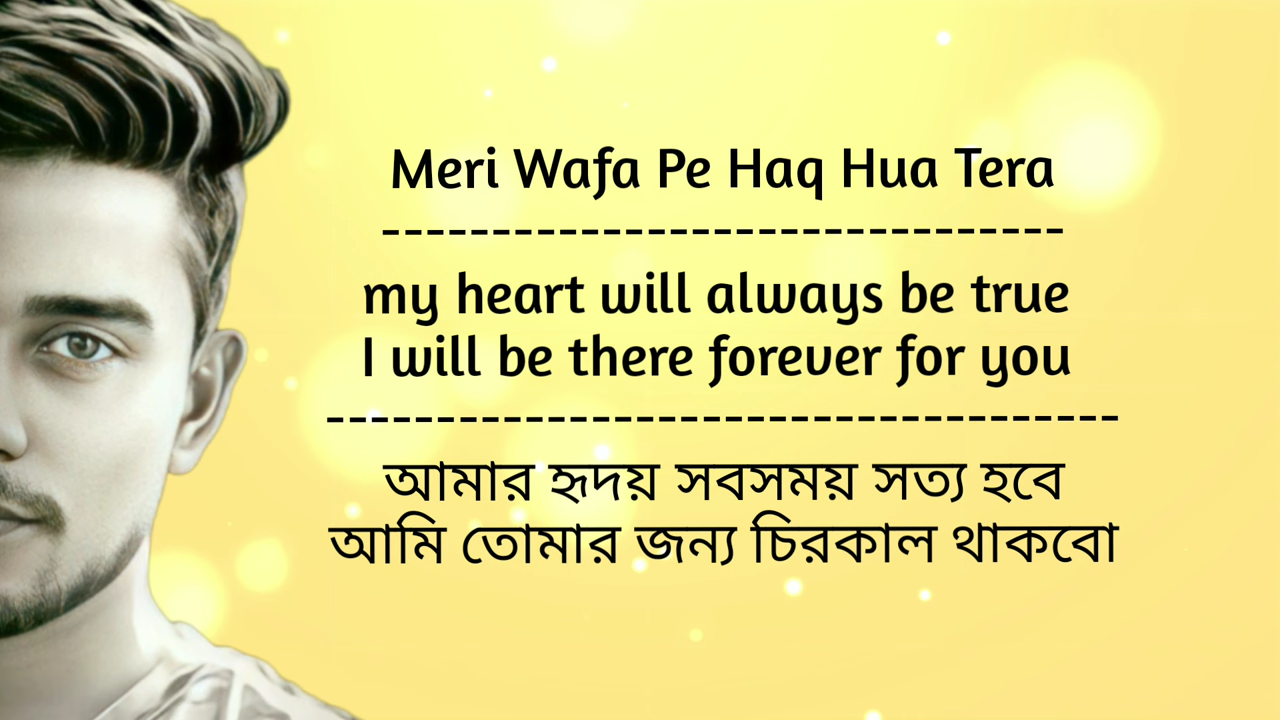 Meri Wafa Pe Haq Hua Tera
-------------------------------
my heart will always be true
I will be there forever for you
------------------------------------
আমার হৃদয় সবসময় সত্য হবে
আমি তোমার জন্য চিরকাল থাকবো